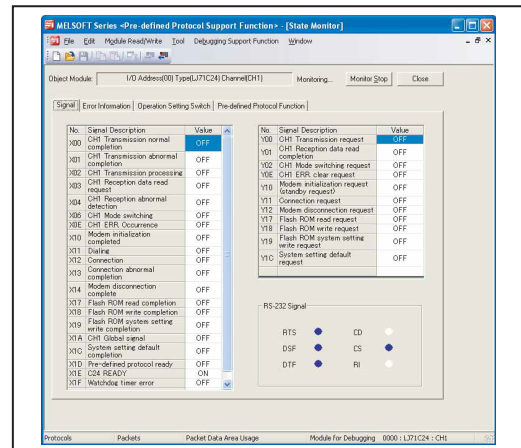 MELSOFT Series <Pre-defined Protocol Support Function> - [State Monitor]
File Edit Module Read/Write Tool Debugging Support Function Window
Object Module: I/O Address(00) Type(LJ71C24) Channel(CH1) Monitoring... Monitor Stop Close
Signal Error Information Operation Setting Switch Pre-defined Protocol Function
No. Signal Description Value
X00 CH1 Transmission normal completion OFF
X01 CH1 Transmission abnormal completion OFF
X02 CH1 Transmission processing OFF
X03 CH1 Reception data read request OFF
X04 CH1 Reception abnormal detection OFF
X06 CH1 Mode switching OFF
X0E CH1 ERR. Occurrence OFF
X10 Modem initialization completed OFF
X11 Dialing OFF
X12 Connection OFF
X13 Connection abnormal completion OFF
X14 Modem disconnection complete OFF
X17 Flash ROM read completion OFF
X18 Flash ROM write completion OFF
X19 Flash ROM system setting write completion OFF
X1A CH1 Global signal OFF
X1C System setting default completion OFF
X1D Pre-defined protocol ready OFF
X1E C24 READY ON
X1F Watchdog timer error OFF
No. Signal Description Value
Y00 CH1 Transmission request OFF
Y01 CH1 Reception data read completion OFF
Y02 CH1 Mode switching request OFF
Y0E CH1 ERR. clear request OFF
Y10 Modem initialization request (standby request) OFF
Y11 Connection request OFF
Y12 Modem disconnection request OFF
Y17 Flash ROM read request OFF
Y18 Flash ROM write request OFF
Y19 Flash ROM system setting write request OFF
Y1C System setting default request OFF
RS-232 Signal
RTS CD
DSF CS
DTF RI
Protocols Packets Packet Data Area Usage Module for Debugging 0000 : LJ71C24 : CH1